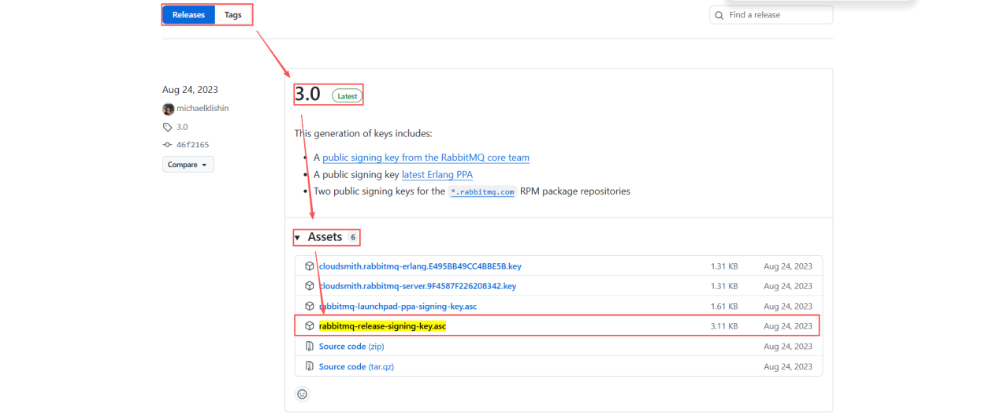 Releases Tags Find a release
Aug 24, 2023
michaelklishin
3.0
46f2165
Compare
3.0 Latest
This generation of keys includes:
A public signing key from the RabbitMQ core team
A public signing key latest Erlang PPA
Two public signing keys for the *.rabbitmq.com RPM package repositories
Assets 6
cloudsmith.rabbitmq-erlang.E495BB49CC4BBE5B.key 1.31 KB Aug 24, 2023
cloudsmith.rabbitmq-server.9F4587F226208342.key 1.31 KB Aug 24, 2023
rabbitmq-launchpad-ppa-signing-key.asc 1.61 KB Aug 24, 2023
rabbitmq-release-signing-key.asc 3.11 KB Aug 24, 2023
Source code (zip) Aug 24, 2023
Source code (tar.gz) Aug 24, 2023